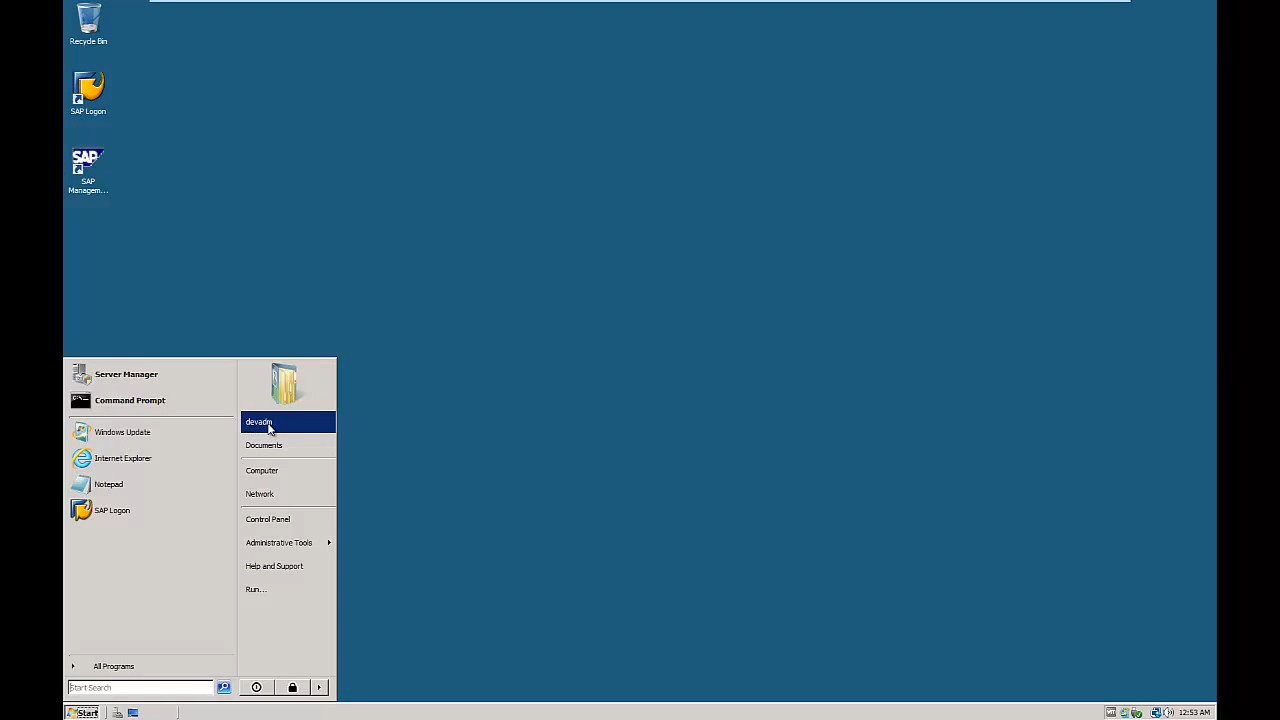 Recycle Bin
SAP Logon
SAP
SAP
Managem...
Server Manager
Command Prompt
Windows Update
Internet Explorer
Notepad
SAP Logon
All Programs
Start Search
devadm
Documents
Computer
Network
Control Panel
Administrative Tools
Help and Support
Run...
Start
12:53 AM